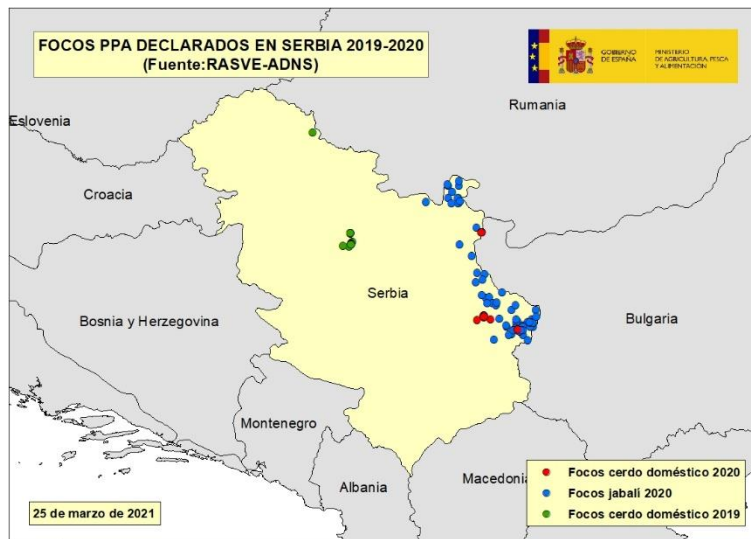 FOCOS PPA DECLARADOS EN SERBIA 2019-2020
(Fuente:RASVE-ADNS)
GOBIERNO
DE ESPAÑA
MINISTERIO
DE AGRICULTURA, PESCA
Y ALIMENTACIÓN
Rumania
Eslovenia
Croacia
Serbia
Bosnia y Herzegovina
Bulgaria
Montenegro
Albania
Macedonia
Focos cerdo doméstico 2020
Focos jabalí 2020
Focos cerdo doméstico 2019
25 de marzo de 2021